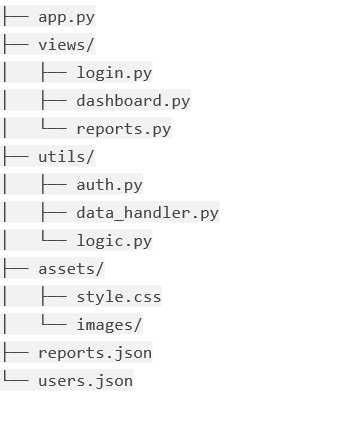 ├── app.py
├── views/
│   ├── login.py
│   ├── dashboard.py
│   └── reports.py
├── utils/
│   ├── auth.py
│   ├── data_handler.py
│   └── logic.py
├── assets/
│   ├── style.css
│   └── images/
├── reports.json
└── users.json